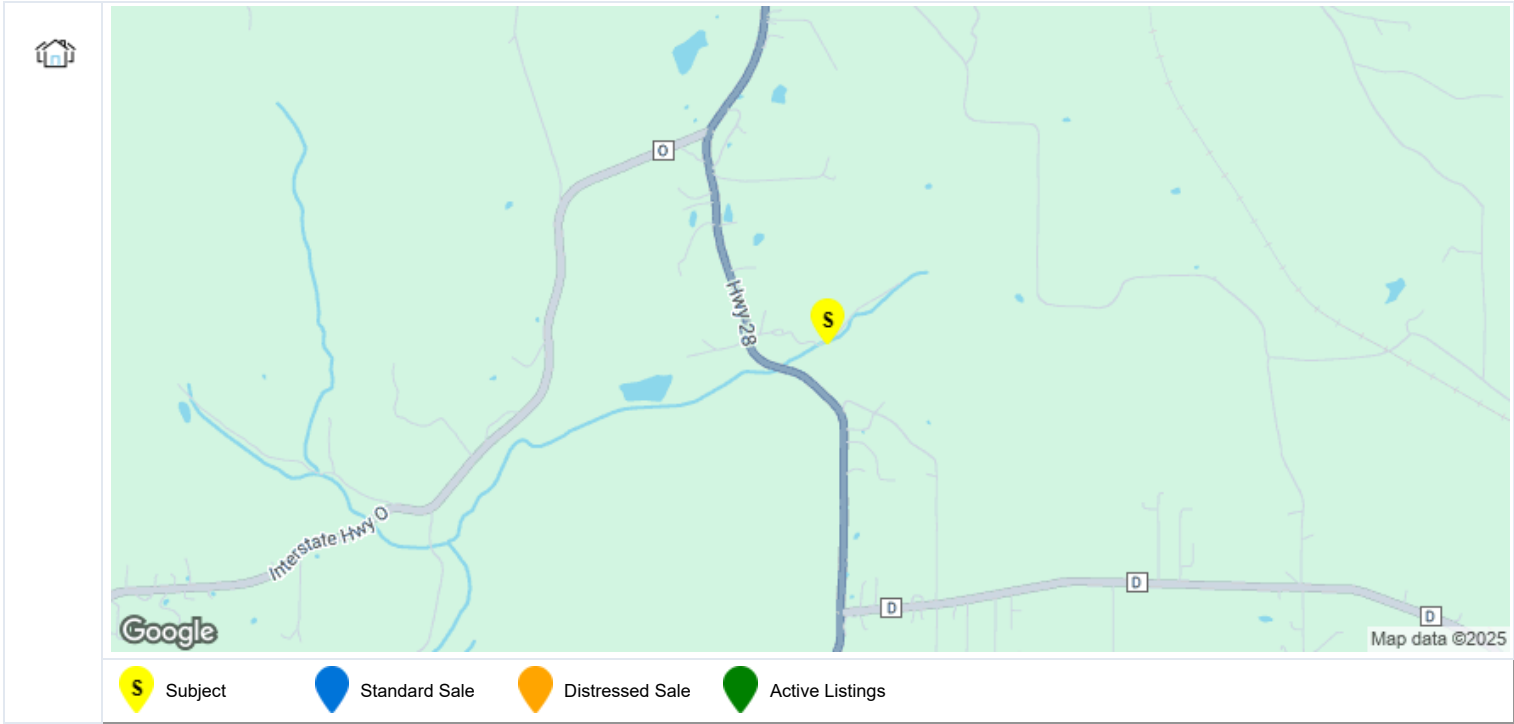 O
Hwy 28
S
Interstate Hwy O
D
D
D
Google
Map data ©2025
S Subject Standard Sale Distressed Sale Active Listings